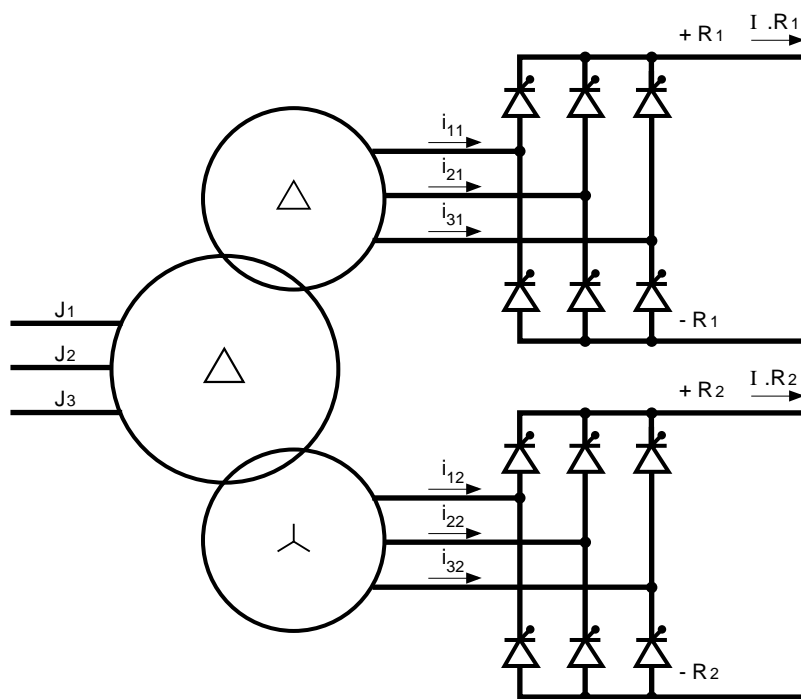 + R1 I .R1
i11
i21
i31
- R1
J1
J2
J3
+ R2 I .R2
i12
i22
i32
- R2